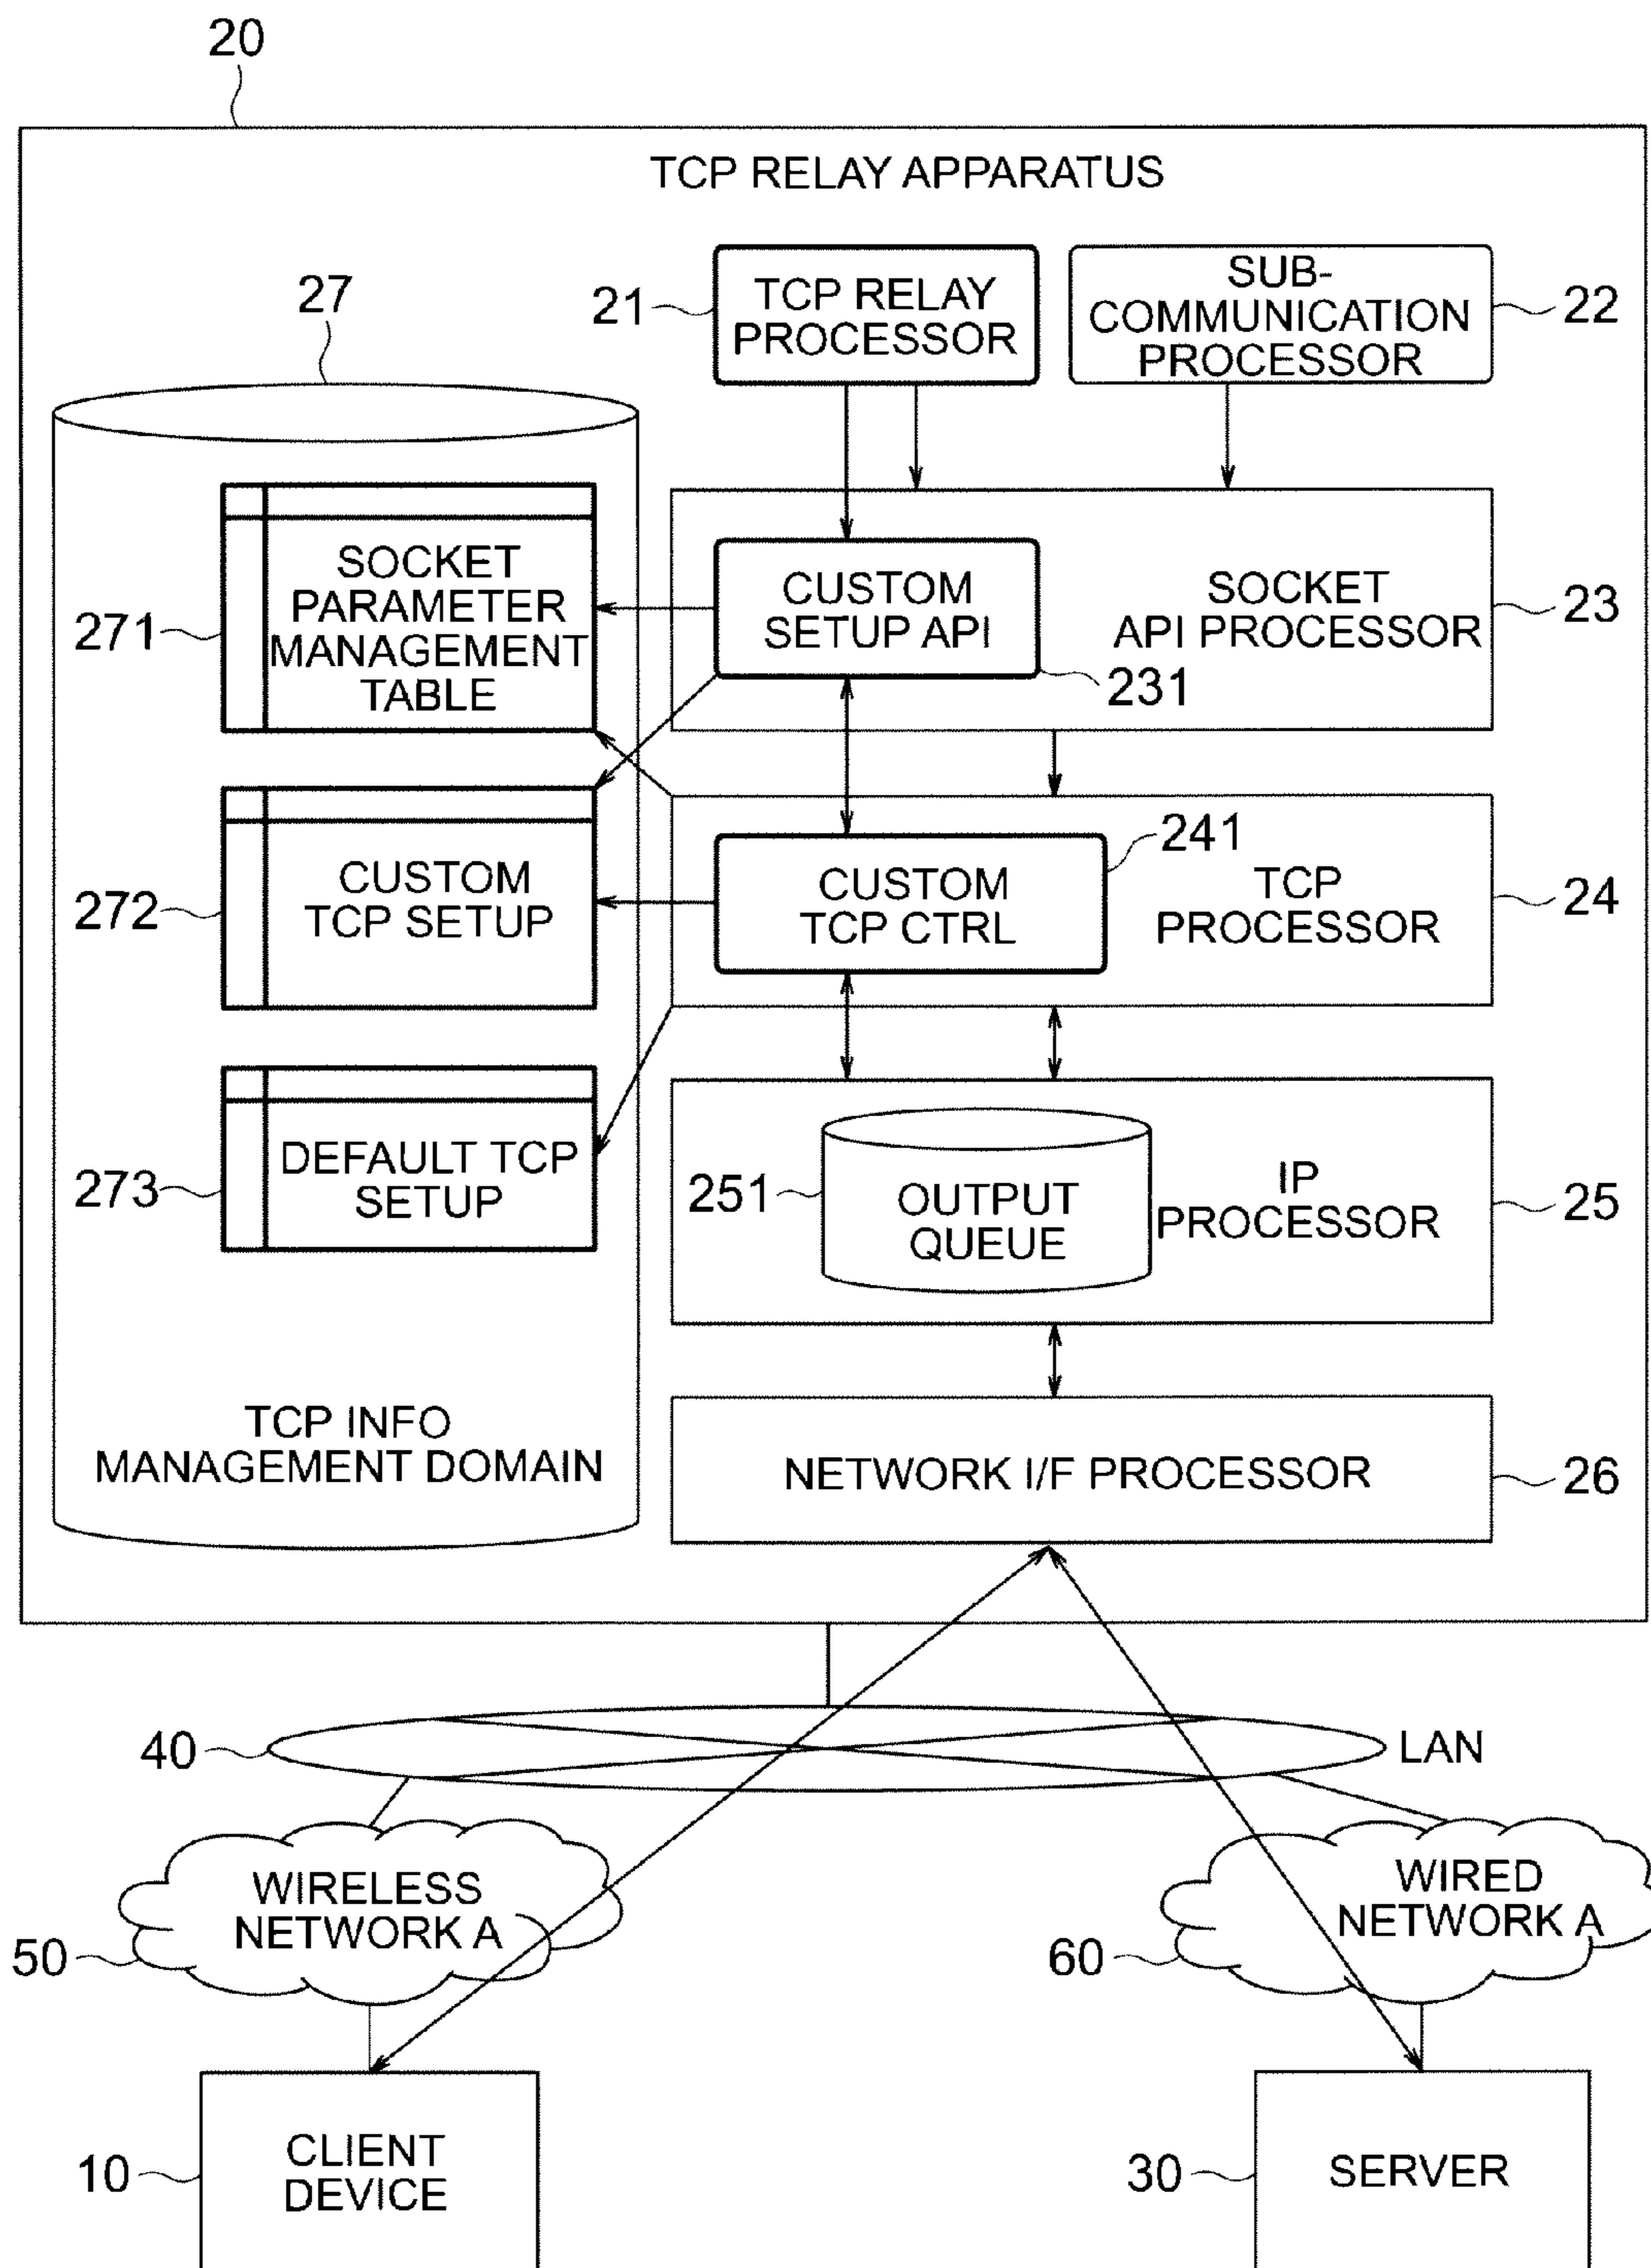 20
TCP RELAY APPARATUS
27
21
TCP RELAY
PROCESSOR
SUB-
COMMUNICATION
PROCESSOR
22
271
SOCKET
PARAMETER
MANAGEMENT
TABLE
CUSTOM
SETUP API
231
SOCKET
API PROCESSOR
23
272
CUSTOM
TCP SETUP
CUSTOM
TCP CTRL
241
TCP
PROCESSOR
24
273
DEFAULT TCP
SETUP
251
OUTPUT
QUEUE
IP
PROCESSOR
25
TCP INFO
MANAGEMENT DOMAIN
NETWORK I/F PROCESSOR
26
40
LAN
WIRELESS
NETWORK A
50
WIRED
NETWORK A
60
10
CLIENT
DEVICE
30
SERVER